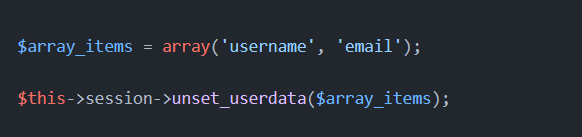 $array_items = array('username', 'email');
$this->session->unset_userdata($array_items);